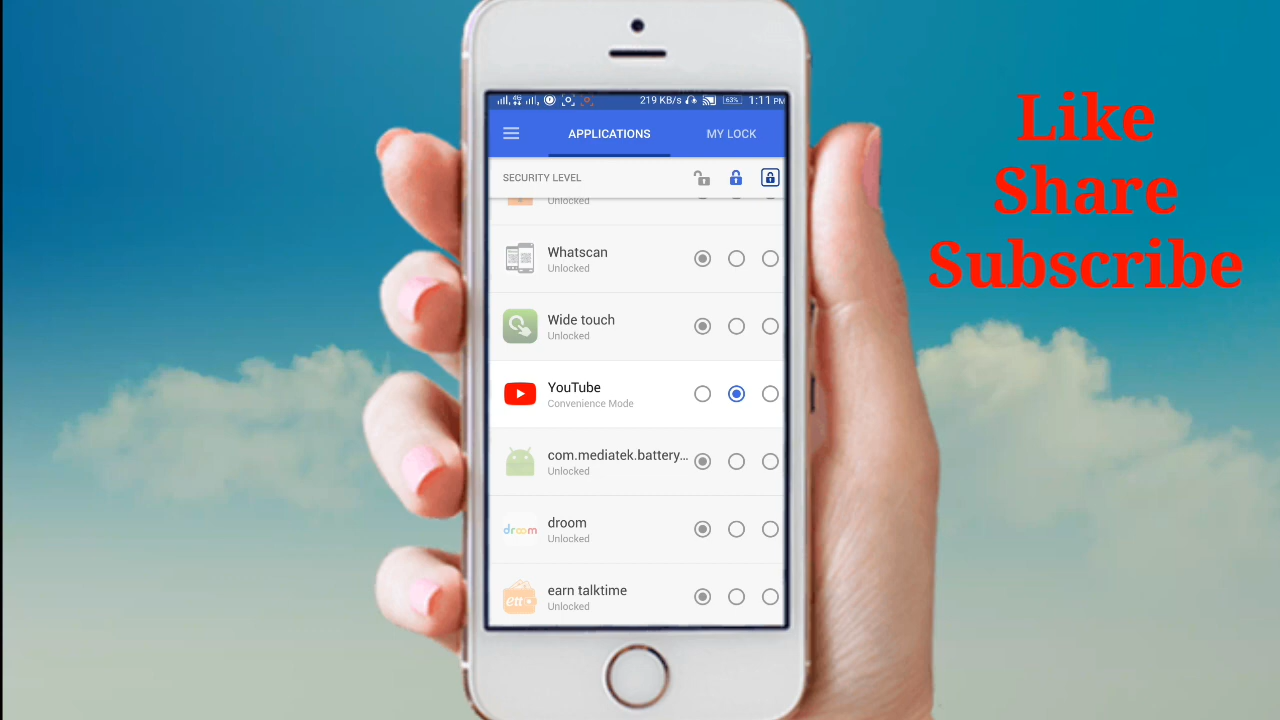 219 KB/s 63% 1:11 PM
APPLICATIONS MY LOCK
SECURITY LEVEL
Unlocked
Whatscan
Unlocked
Wide touch
Unlocked
YouTube
Convenience Mode
com.mediatek.battery...
Unlocked
droom
droom
Unlocked
ett
earn talktime
Unlocked
Like
Share
Subscribe